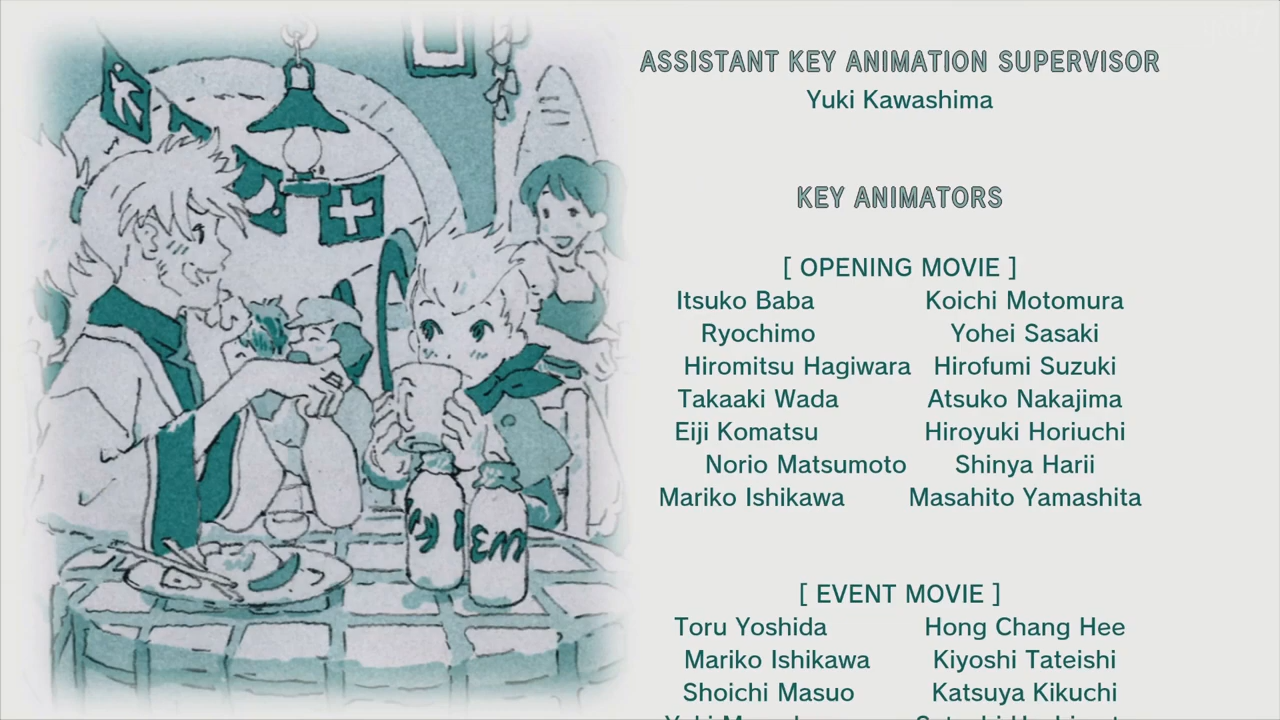 ASSISTANT KEY ANIMATION SUPERVISOR
Yuki Kawashima
KEY ANIMATORS
[ OPENING MOVIE ]
Itsuko Baba Koichi Motomura
Ryochimo Yohei Sasaki
Hiromitsu Hagiwara Hirofumi Suzuki
Takaaki Wada Atsuko Nakajima
Eiji Komatsu Hiroyuki Horiuchi
Norio Matsumoto Shinya Harii
Mariko Ishikawa Masahito Yamashita
[ EVENT MOVIE ]
Toru Yoshida Hong Chang Hee
Mariko Ishikawa Kiyoshi Tateishi
Shoichi Masuo Katsuya Kikuchi